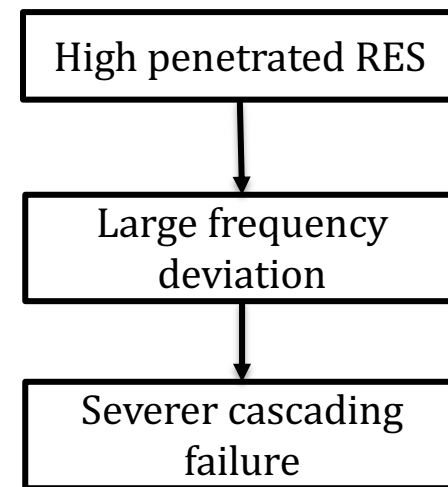 High penetrated RES
Large frequency
deviation
Severer cascading
failure